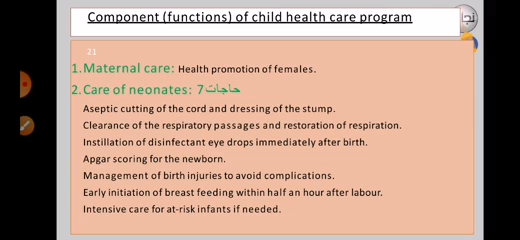 Component (functions) of child health care program
21
1.Maternal care: Health promotion of females.
2.Care of neonates: 7حاجات
Aseptic cutting of the cord and dressing of the stump.
Clearance of the respiratory passages and restoration of respiration.
Instillation of disinfectant eye drops immediately after birth.
Apgar scoring for the newborn.
Management of birth injuries to avoid complications.
Early initiation of breast feeding within half an hour after labour.
Intensive care for at-risk infants if needed.